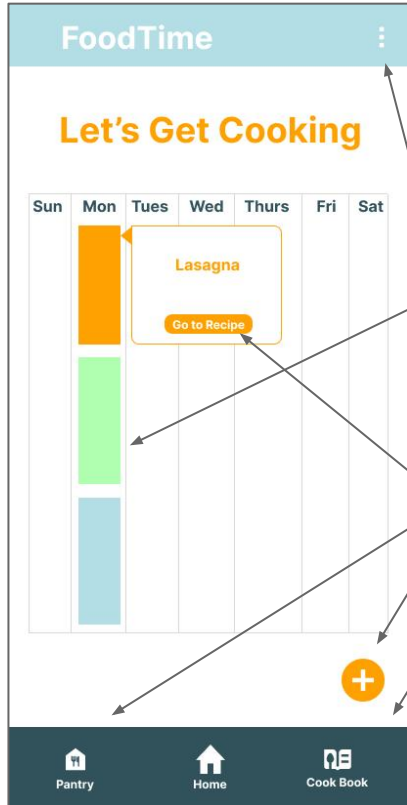 FoodTime
Let's Get Cooking
Sun Mon Tues Wed Thurs Fri Sat
Lasagna
Go to Recipe
Pantry Home Cook Book